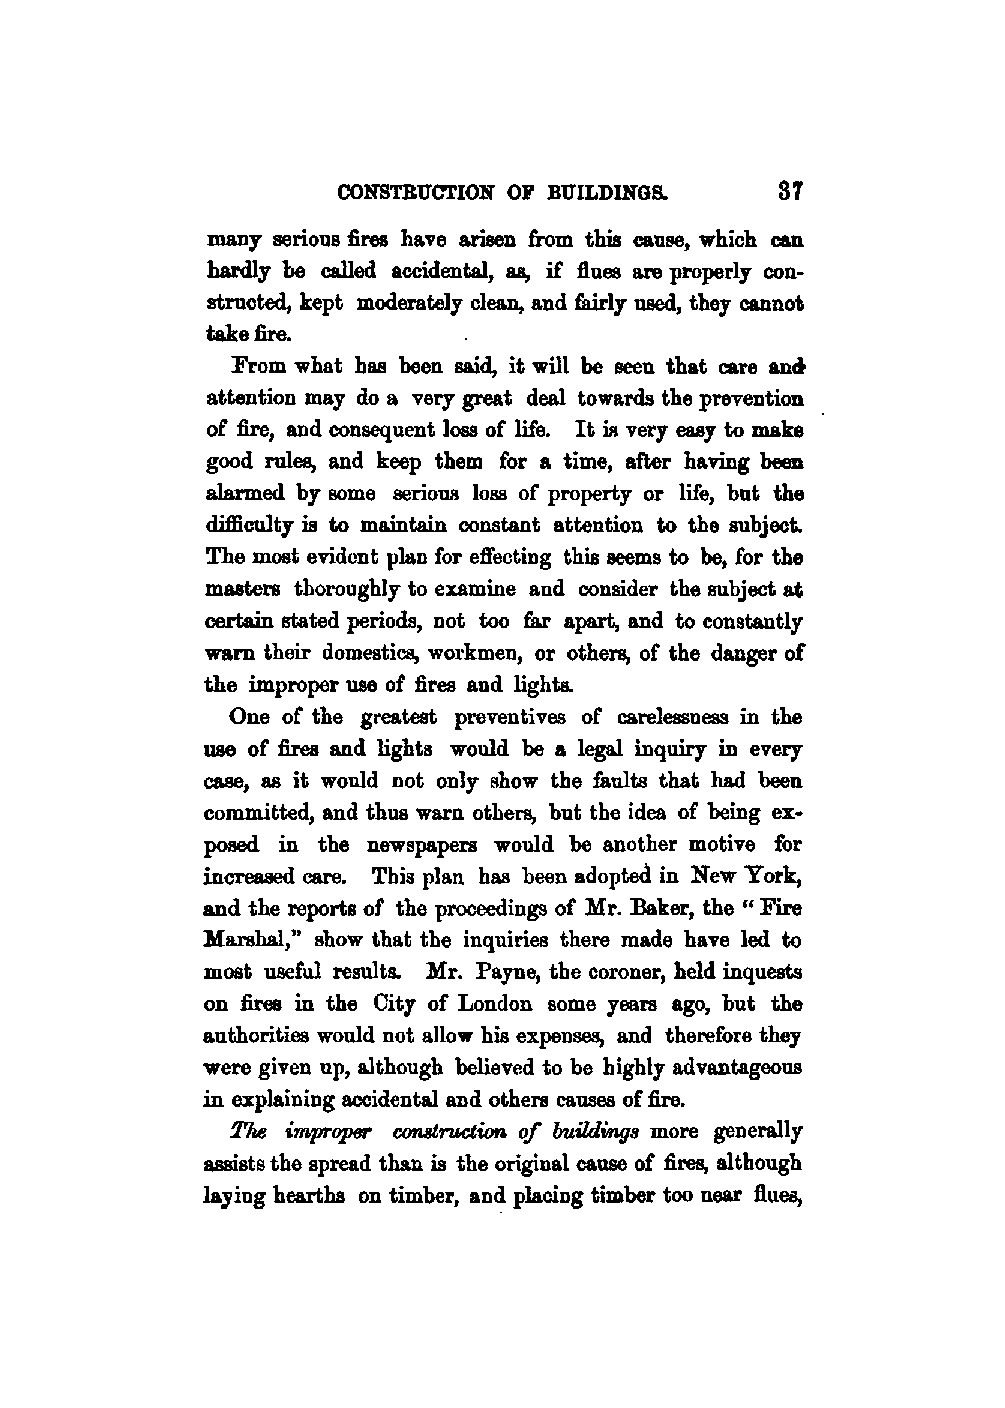 CONSTRUCTION OF BUILDINGS. 37
many serious fires have arisen from this cause, which can
hardly be called accidental, as, if flues are properly con-
structed, kept moderately clean, and fairly used, they cannot
take fire.
From what has been said, it will be seen that care and
attention may do a very great deal towards the prevention
of fire, and consequent loss of life. It is very easy to make
good rules, and keep them for a time, after having been
alarmed by some serious loss of property or life, but the
difficulty is to maintain constant attention to the subject.
The most evident plan for effecting this seems to be, for the
masters thoroughly to examine and consider the subject at
certain stated periods, not too far apart, and to constantly
warn their domestics, workmen, or others, of the danger of
the improper use of fires and lights.
One of the greatest preventives of carelessness in the
use of fires and lights would be a legal inquiry in every
case, as it would not only show the faults that had been
committed, and thus warn others, but the idea of being ex-
posed in the newspapers would be another motive for
increased care. This plan has been adopted in New York,
and the reports of the proceedings of Mr. Baker, the “Fire
Marshal,” show that the inquiries there made have led to
most useful results. Mr. Payne, the coroner, held inquests
on fires in the City of London some years ago, but the
authorities would not allow his expenses, and therefore they
were given up, although believed to be highly advantageous
in explaining accidental and others causes of fire.
The improper construction of buildings more generally
assists the spread than is the original cause of fires, although
laying hearths on timber, and placing timber too near flues,